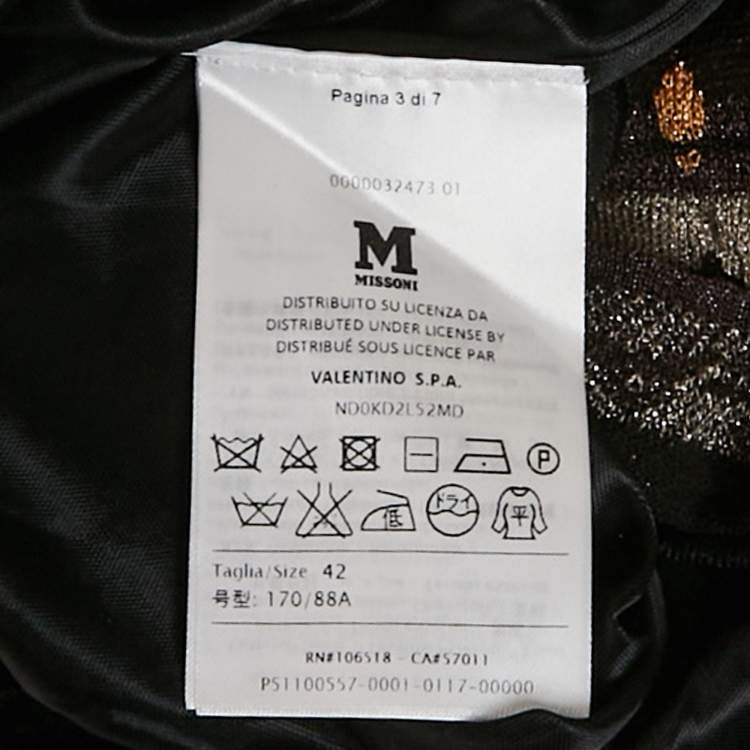 Pagina 3 di 7
0000032473 01
M
MISSONI
DISTRIBUITO SU LICENZA DA
DISTRIBUTED UNDER LICENSE BY
DISTRIBUÉ SOUS LICENCE PAR
VALENTINO S.P.A.
ND0KD2LS2MD
P
低 ドライ 平
Taglia/Size 42
号型: 170/88A
RN#106518 - CA#57011
PS1100557-0001-0117-00000